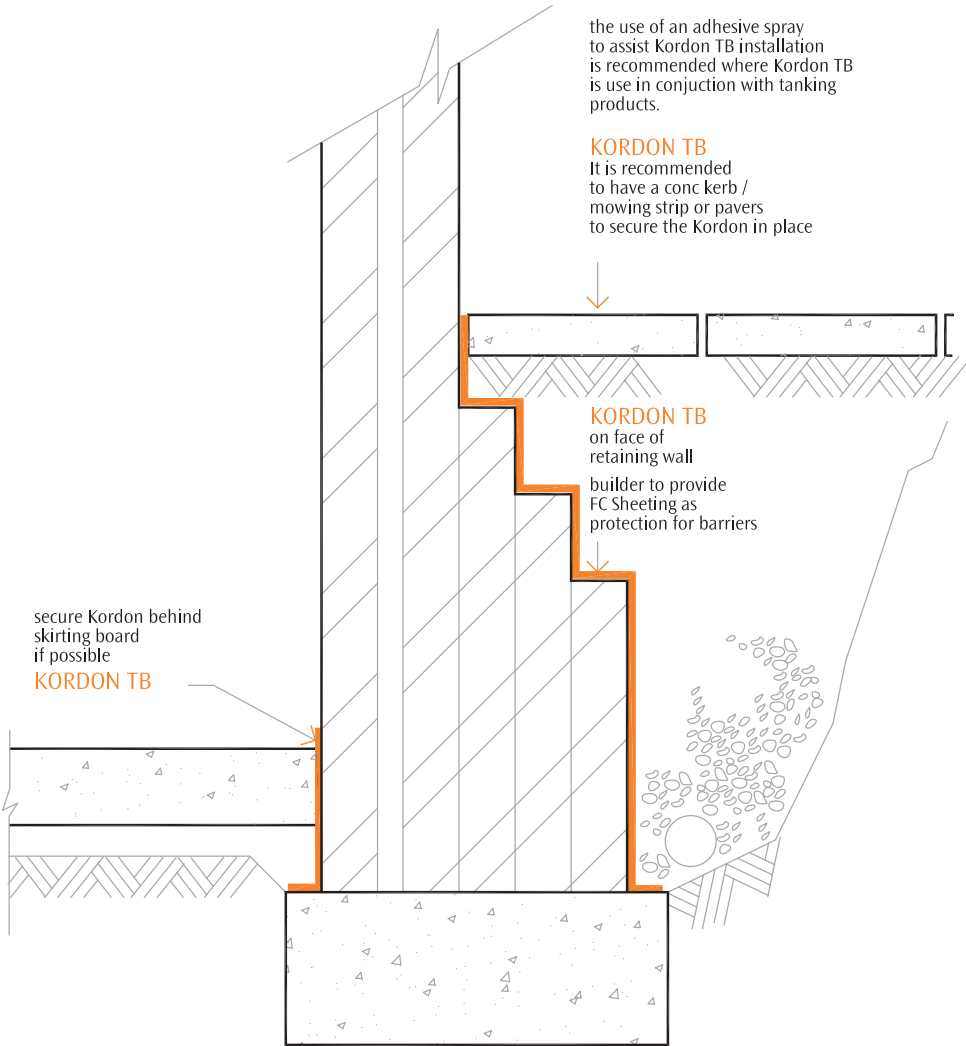 the use of an adhesive spray
to assist Kordon TB installation
is recommended where Kordon TB
is use in conjuction with tanking
products.
KORDON TB
It is recommended
to have a conc kerb /
mowing strip or pavers
to secure the Kordon in place
KORDON TB
on face of
retaining wall
builder to provide
FC Sheeting as
protection for barriers
secure Kordon behind
skirting board
if possible
KORDON TB